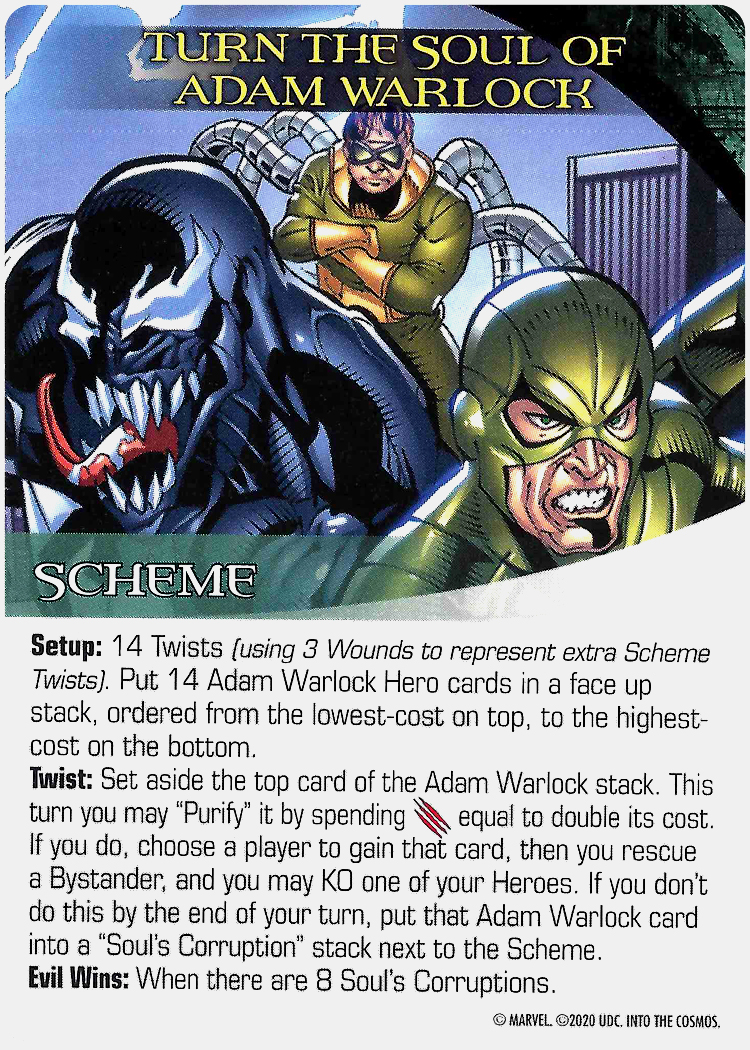 TURN THE SOUL OF
ADAM WARLOCK
SCHEME
Setup: 14 Twists (using 3 Wounds to represent extra Scheme
Twists). Put 14 Adam Warlock Hero cards in a face up
stack, ordered from the lowest-cost on top, to the highest-
cost on the bottom.
Twist: Set aside the top card of the Adam Warlock stack. This
turn you may “Purify” it by spending equal to double its cost.
If you do, choose a player to gain that card, then you rescue
a Bystander, and you may KO one of your Heroes. If you don't
do this by the end of your turn, put that Adam Warlock card
into a “Soul's Corruption” stack next to the Scheme.
Evil Wins: When there are 8 Soul's Corruptions.
© MARVEL. ©2020 UDC. INTO THE COSMOS.